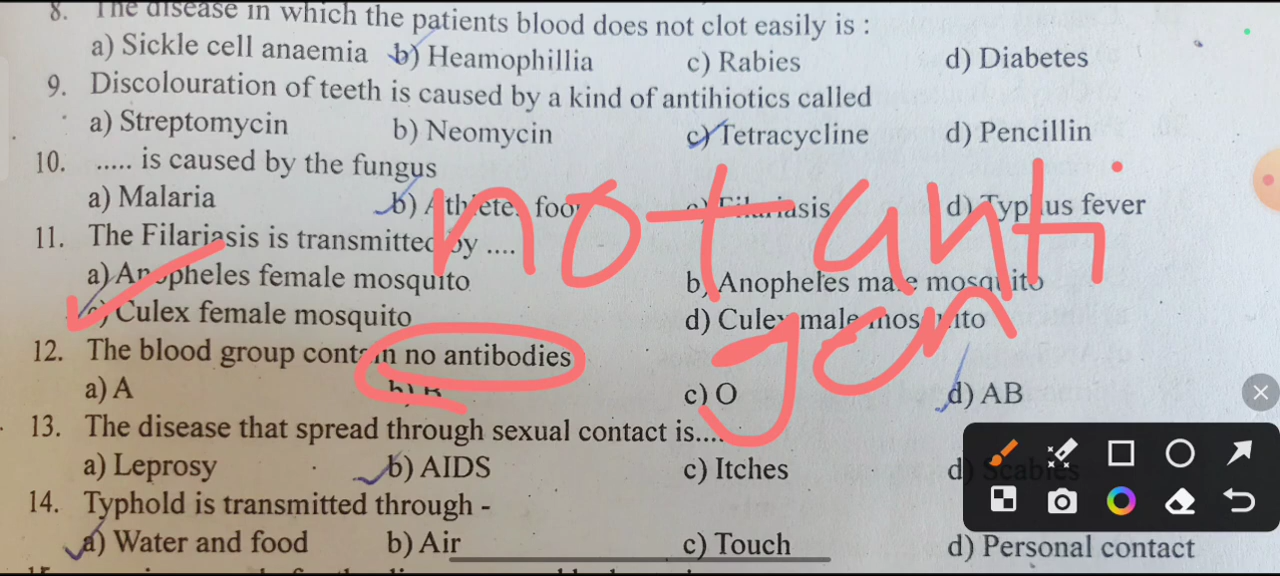 8. The disease in which the patients blood does not clot easily is :
a) Sickle cell anaemia b) Heamophillia c) Rabies d) Diabetes
9. Discolouration of teeth is caused by a kind of antihiotics called
a) Streptomycin b) Neomycin c) Tetracycline d) Pencillin
10. ..... is caused by the fungus
a) Malaria b) Athletes foot c) Filariasis d) Typhus fever
not anti
11. The Filariasis is transmitted by ....
a) Anopheles female mosquito b) Anopheles male mosquito
c) Culex female mosquito d) Culex male mosquito
gen
12. The blood group contain no antibodies
a) A b) B c) O d) AB
13. The disease that spread through sexual contact is....
a) Leprosy b) AIDS c) Itches d) Scabies
14. Typhold is transmitted through -
a) Water and food b) Air c) Touch d) Personal contact